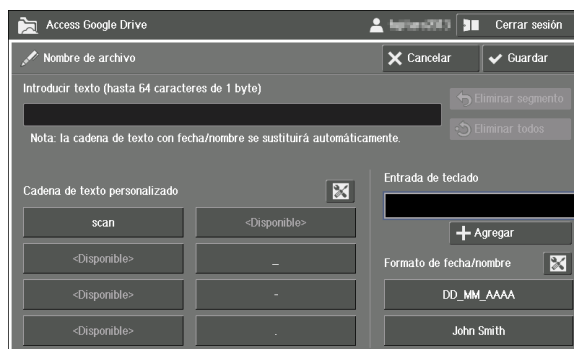 Access Google Drive
Cerrar sesión
Nombre de archivo
Cancelar
Guardar
Introducir texto (hasta 64 caracteres de 1 byte)
Eliminar segmento
Nota: la cadena de texto con fecha/nombre se sustituirá automáticamente.
Eliminar todos
Cadena de texto personalizado
Entrada de teclado
scan
<Disponible>
Agregar
<Disponible>
_
Formato de fecha/nombre
<Disponible>
-
DD_MM_AAAA
<Disponible>
.
John Smith